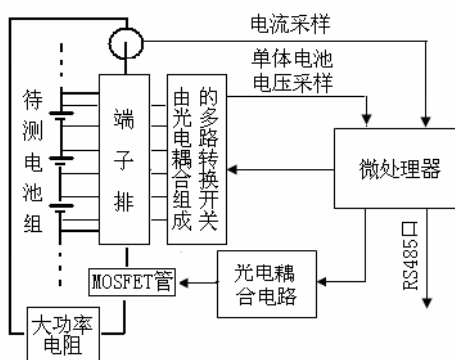 电流采样
单体电池
电压采样
待测电池组
端子排
由光电耦合组成
的多路转换开关
微处理器
RS485口
MOSFET管
光电耦
合电路
大功率
电阻